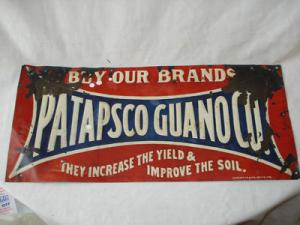 BUY OUR BRANDS
PATAPSCO GUANO CO.
THEY INCREASE THE YIELD &
IMPROVE THE SOIL.